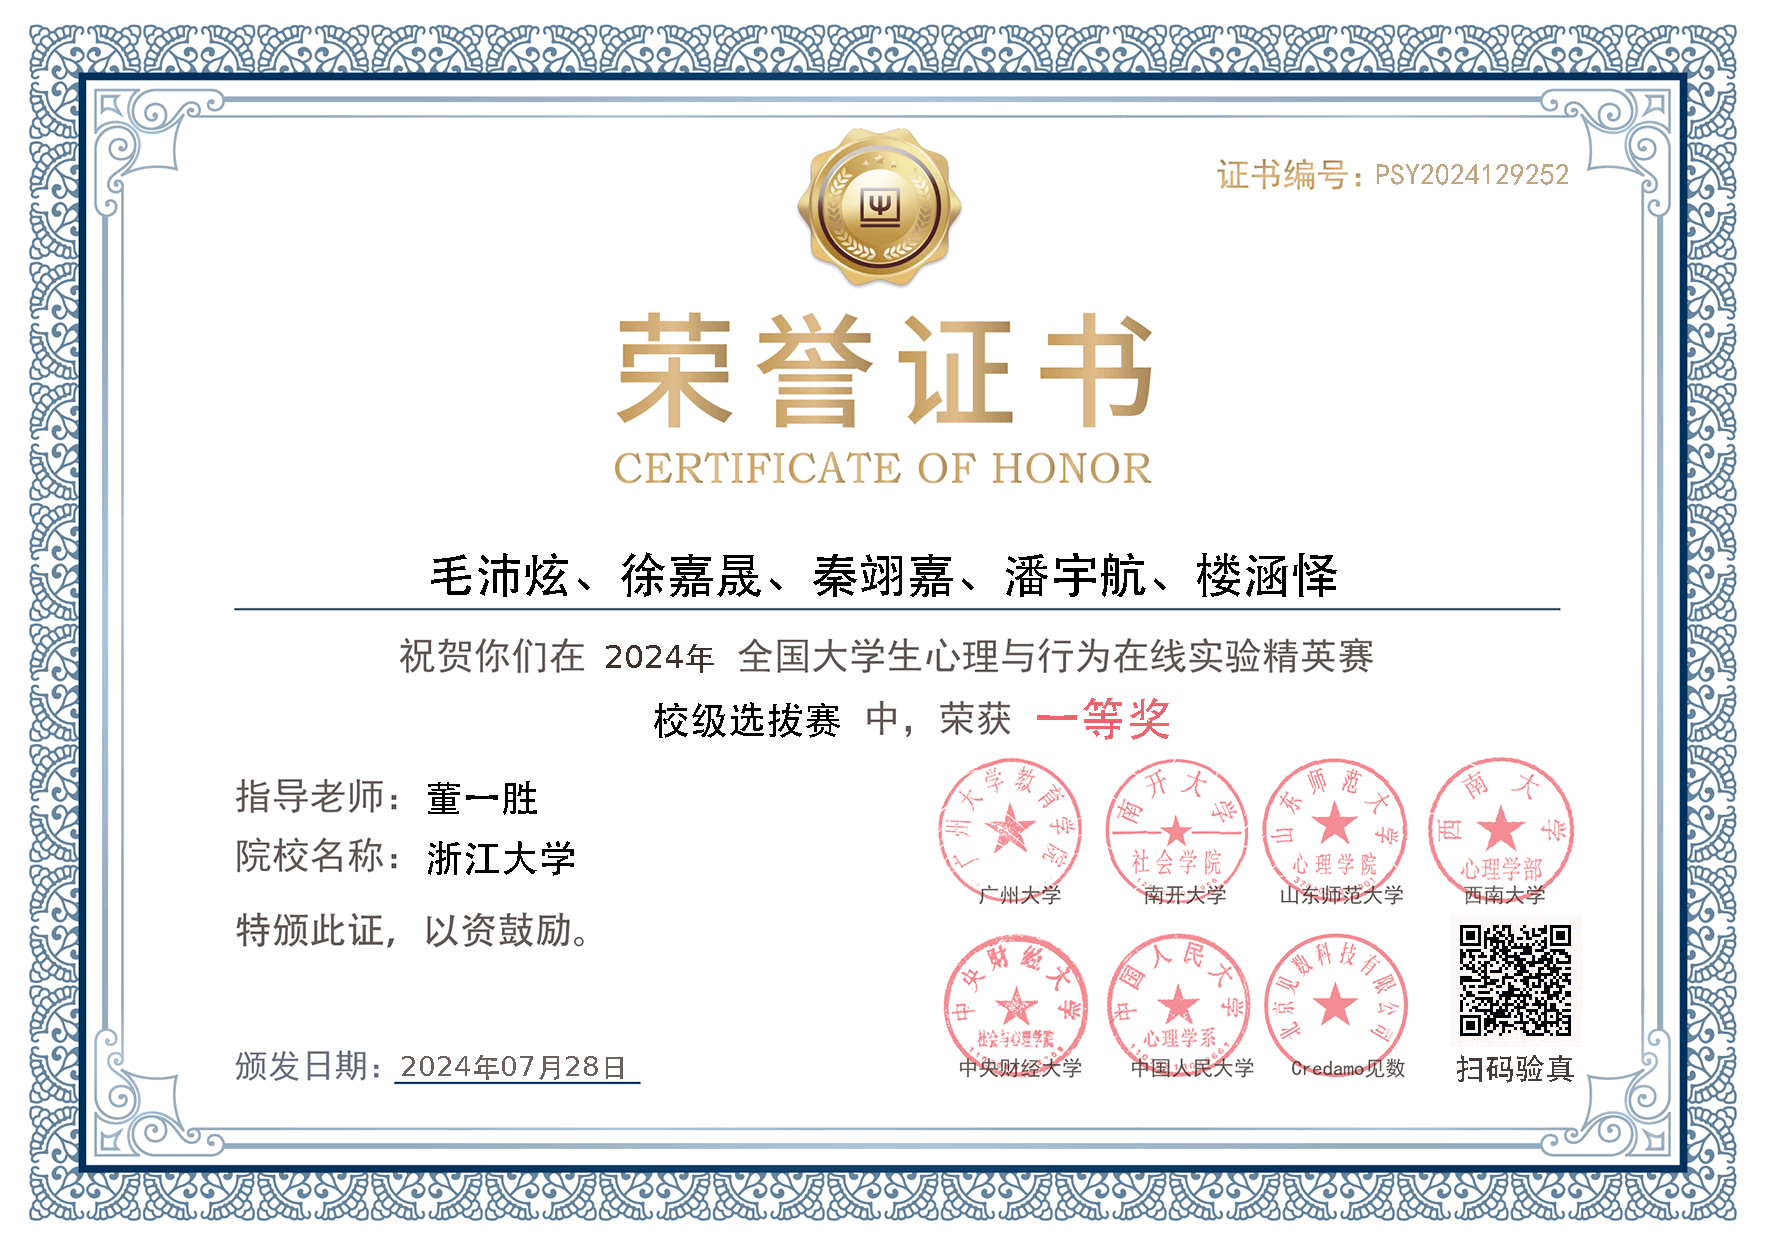 证书编号：PSY2024129252
荣誉证书
CERTIFICATE OF HONOR
毛沛炫、徐嘉晟、秦翊嘉、潘宇航、楼涵怿
祝贺你们在 2024年 全国大学生心理与行为在线实验精英赛
校级选拔赛 中，荣获 一等奖
指导老师：董一胜
院校名称：浙江大学
特颁此证，以资鼓励。
颁发日期：2024年07月28日
广州大学教育学院
广州大学
南开大学
社会学院
南开大学
山东师范大学
心理学院
山东师范大学
西南大学
心理学部
西南大学
中央财经大学
社会与心理学院
中央财经大学
中国人民大学
心理学系
中国人民大学
北京见数科技有限公司
Credamo见数
扫码验真